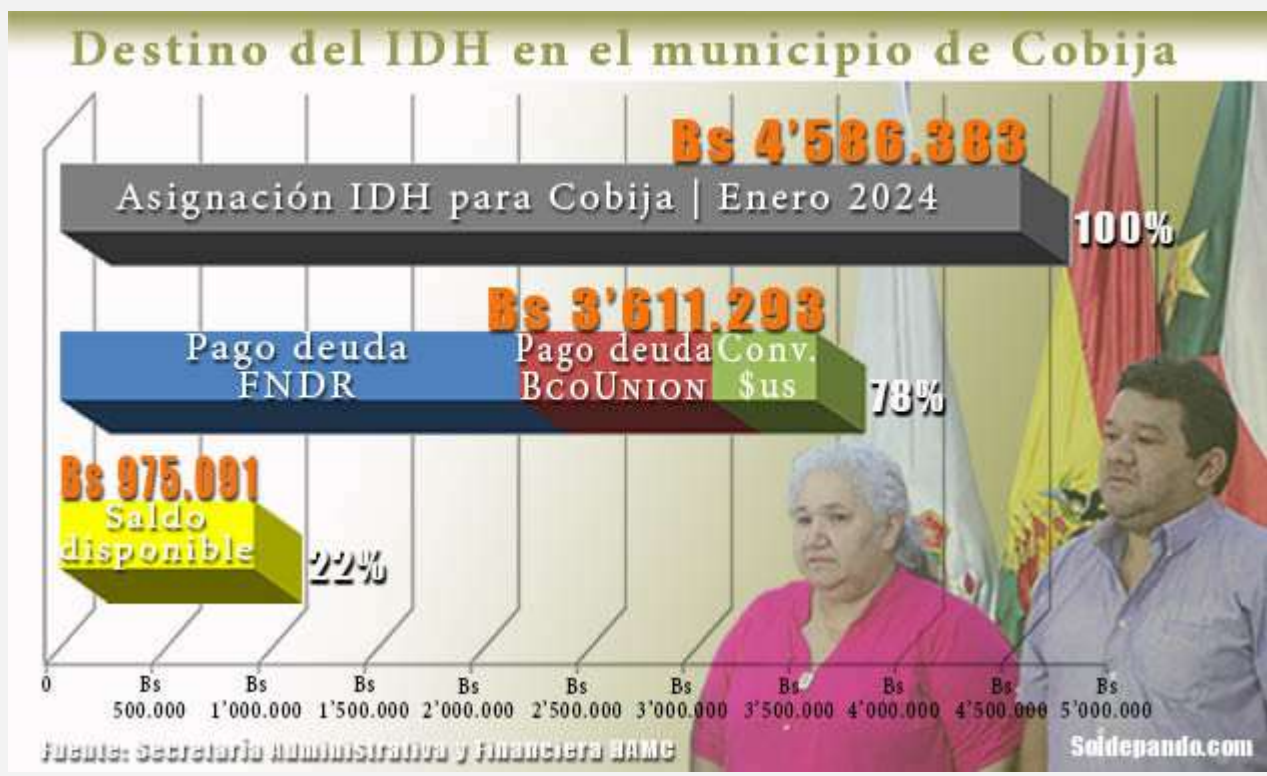 Destino del IDH en el municipio de Cobija
Bs 4'586.383
Asignación IDH para Cobija | Enero 2024
100%
Bs 3'611.293
Pago deuda
FNDR
Pago deuda
BcoUnion
Conv.
$us
78%
Bs 975.091
Saldo
disponible
22%
0
Bs
500.000
Bs
1'000.000
Bs
1'500.000
Bs
2'000.000
Bs
2'500.000
Bs
3'000.000
Bs
3'500.000
Bs
4'000.000
Bs
4'500.000
Bs
5'000.000
Fuente: Secretaria Administrativa y Financiera HAMC
Soldepando.com